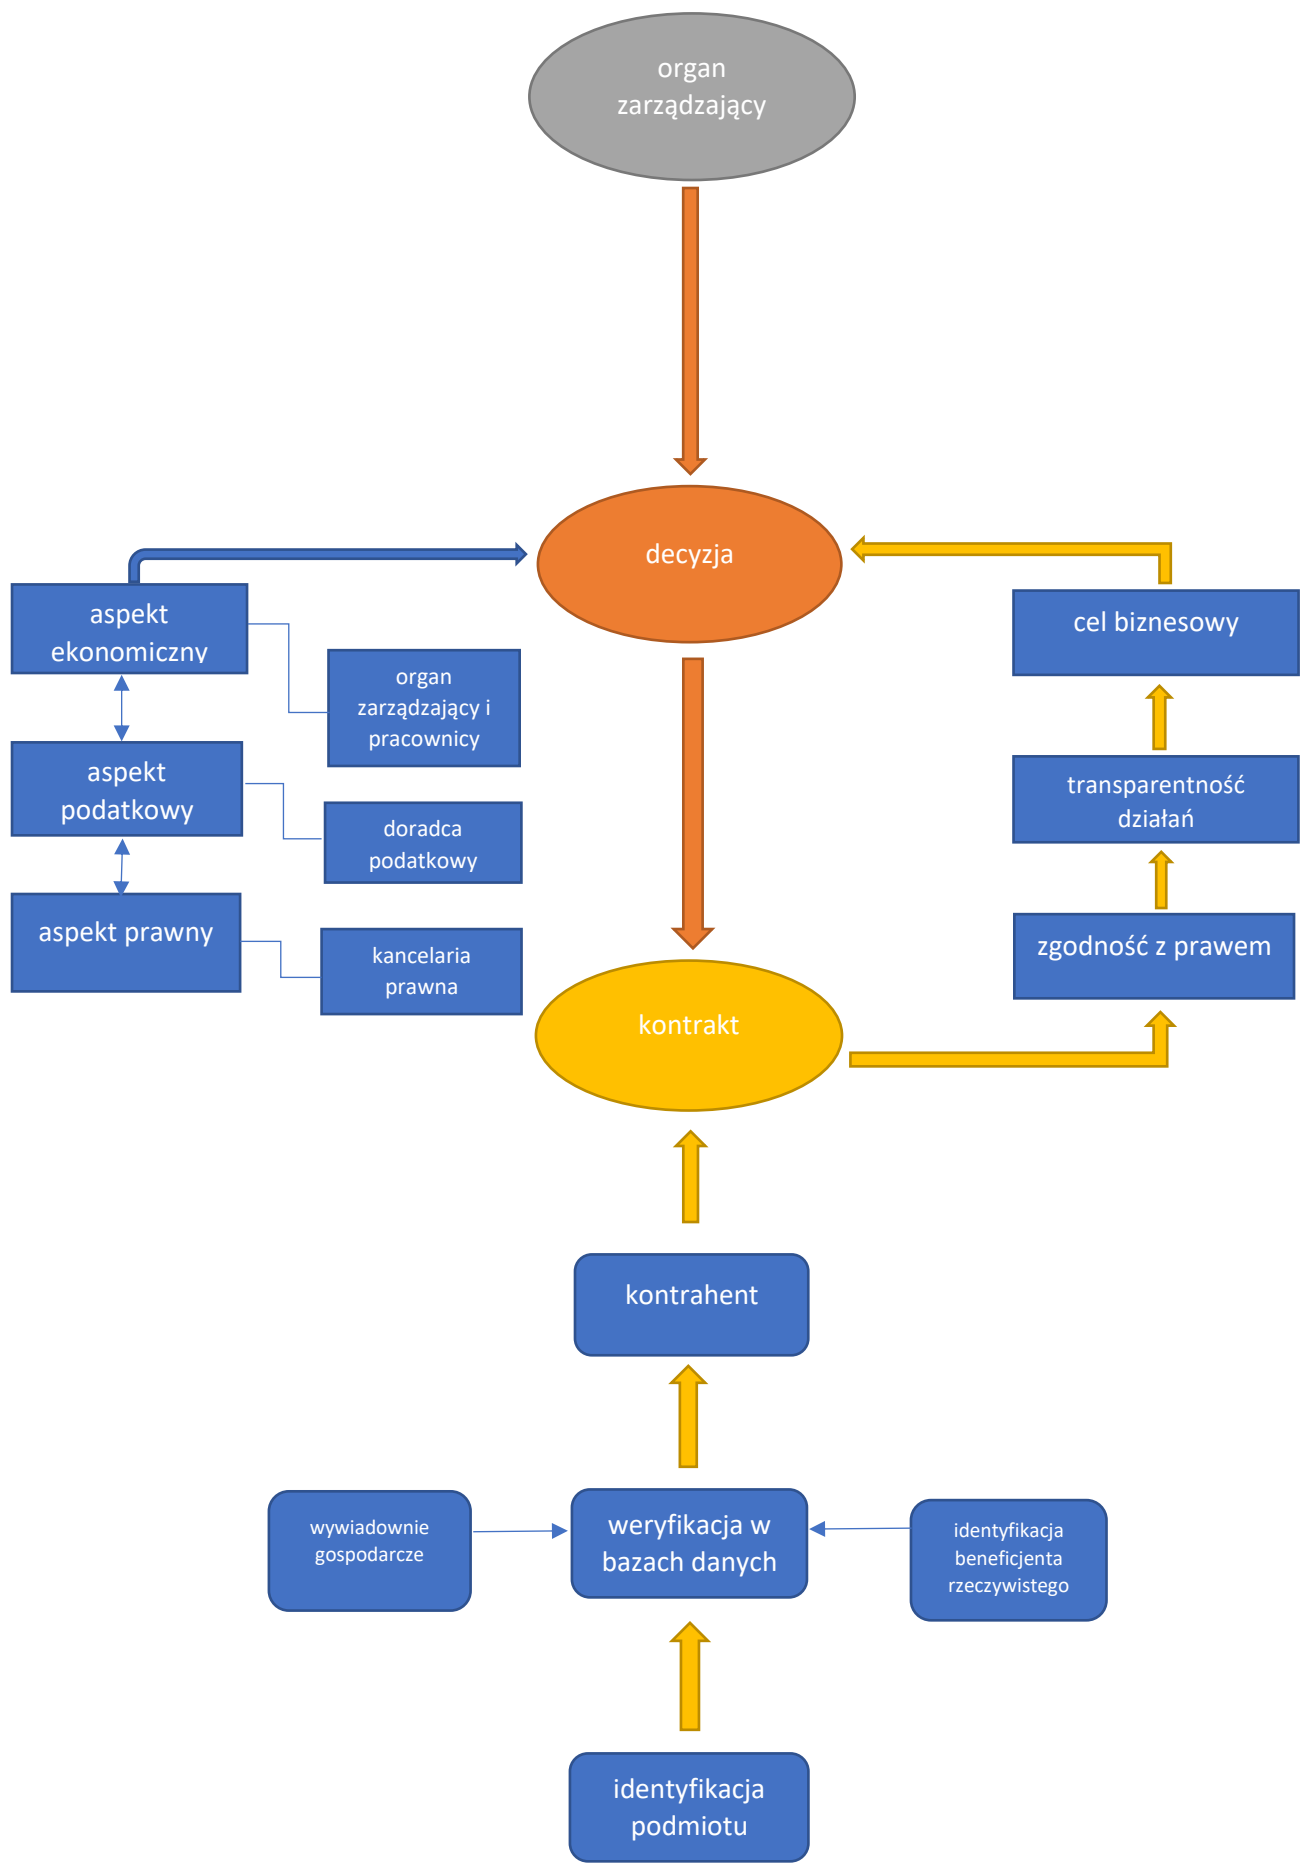 organ
zarządzający
decyzja
aspekt
ekonomiczny
organ
zarządzający i
pracownicy
aspekt
podatkowy
doradca
podatkowy
aspekt prawny
kancelaria
prawna
cel biznesowy
transparentność
działań
zgodność z prawem
kontrakt
kontrahent
wywiadownie
gospodarcze
weryfikacja w
bazach danych
identyfikacja
beneficjenta
rzeczywistego
identyfikacja
podmiotu